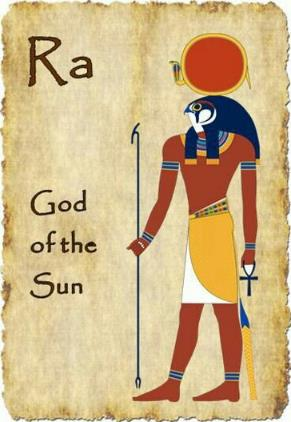 Ra
God
of the
Sun